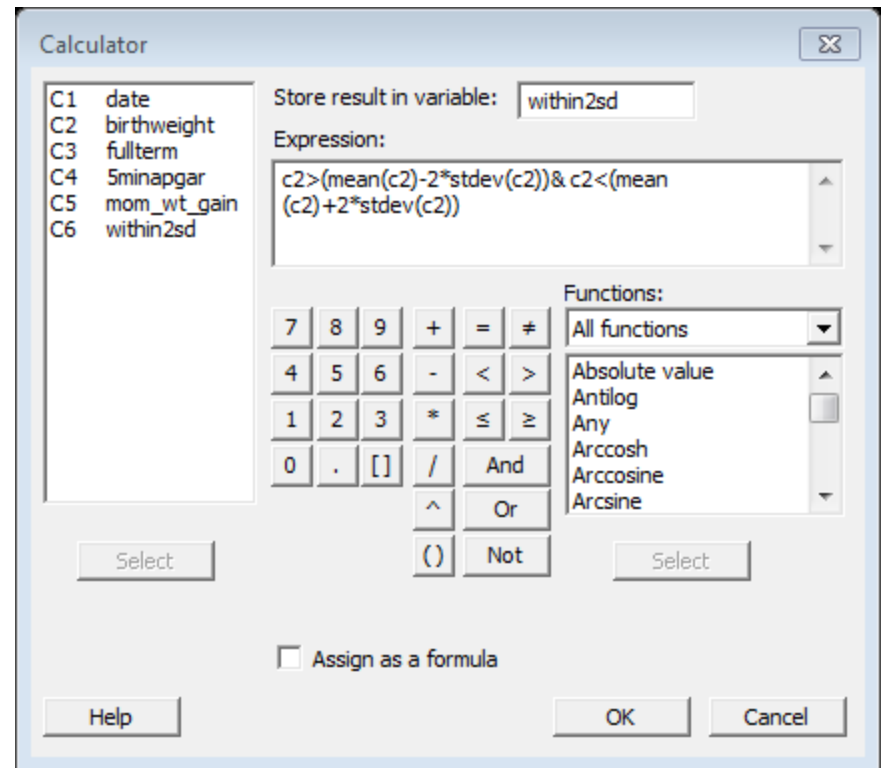 Calculator
C1 date
C2 birthweight
C3 fullterm
C4 5minapgar
C5 mom_wt_gain
C6 within2sd
Store result in variable: within2sd
Expression:
c2>(mean(c2)-2*stdev(c2))& c2<(mean
(c2)+2*stdev(c2))
Functions:
7 8 9 + = ≠ All functions
4 5 6 - < >
1 2 3 * ≤ ≥
0 . [] / And
^ Or
() Not
Absolute value
Antilog
Any
Arccosh
Arccosine
Arcsine
Select
Select
Assign as a formula
Help OK Cancel